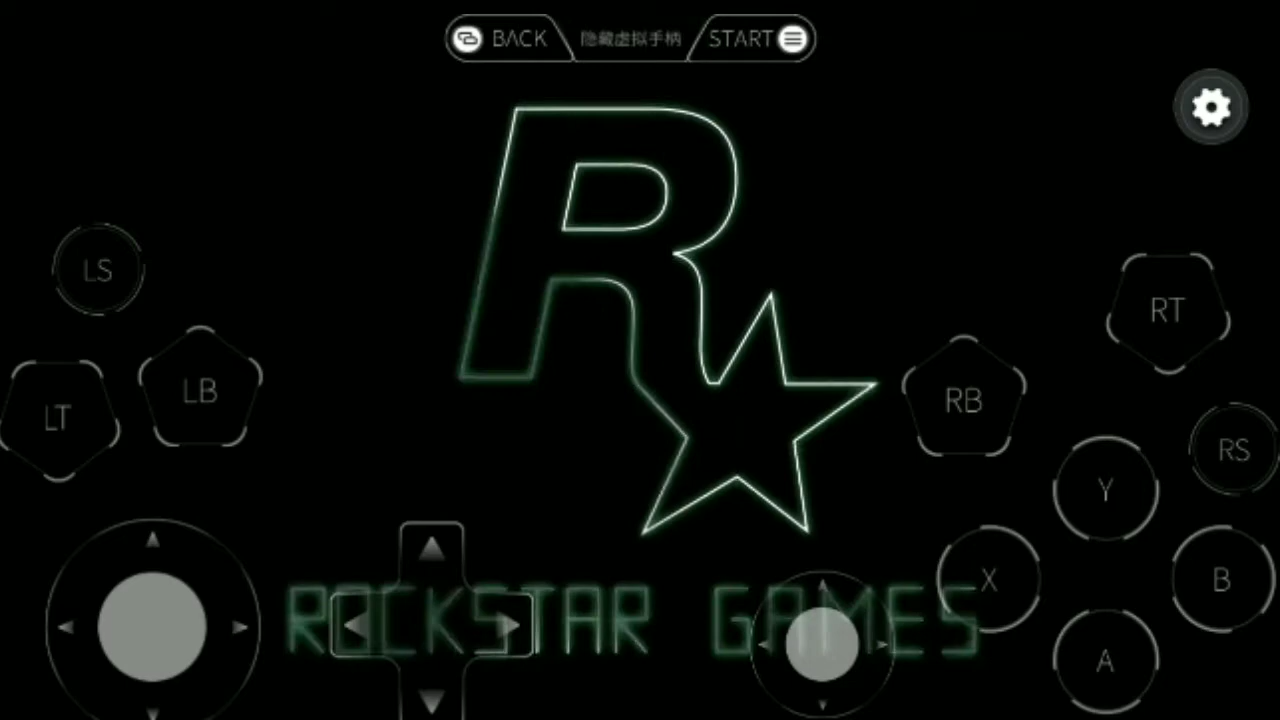 BACK 隐藏虚拟手柄 START
R
LS
RT
LT LB RB
RS
Y
X B
ROCKSTAR GAMES
A